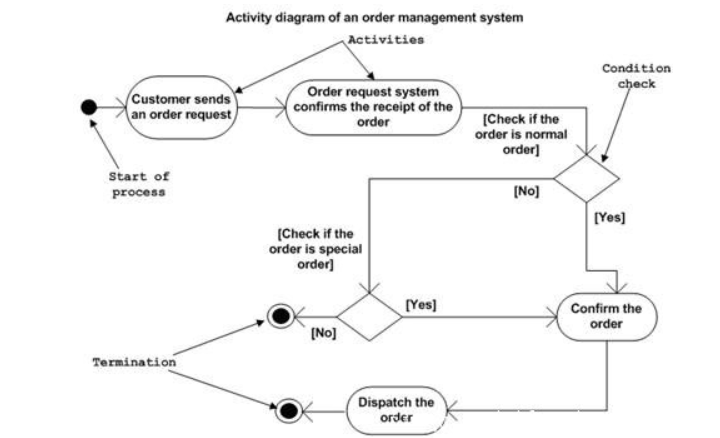 Activity diagram of an order management system
Activities
Condition
check
Customer sends
an order request
Order request system
confirms the receipt of the
order
[Check if the
order is normal
order]
Start of
process
[No]
[Yes]
[Check if the
order is special
order]
[Yes]
[No]
Confirm the
order
Termination
Dispatch the
order